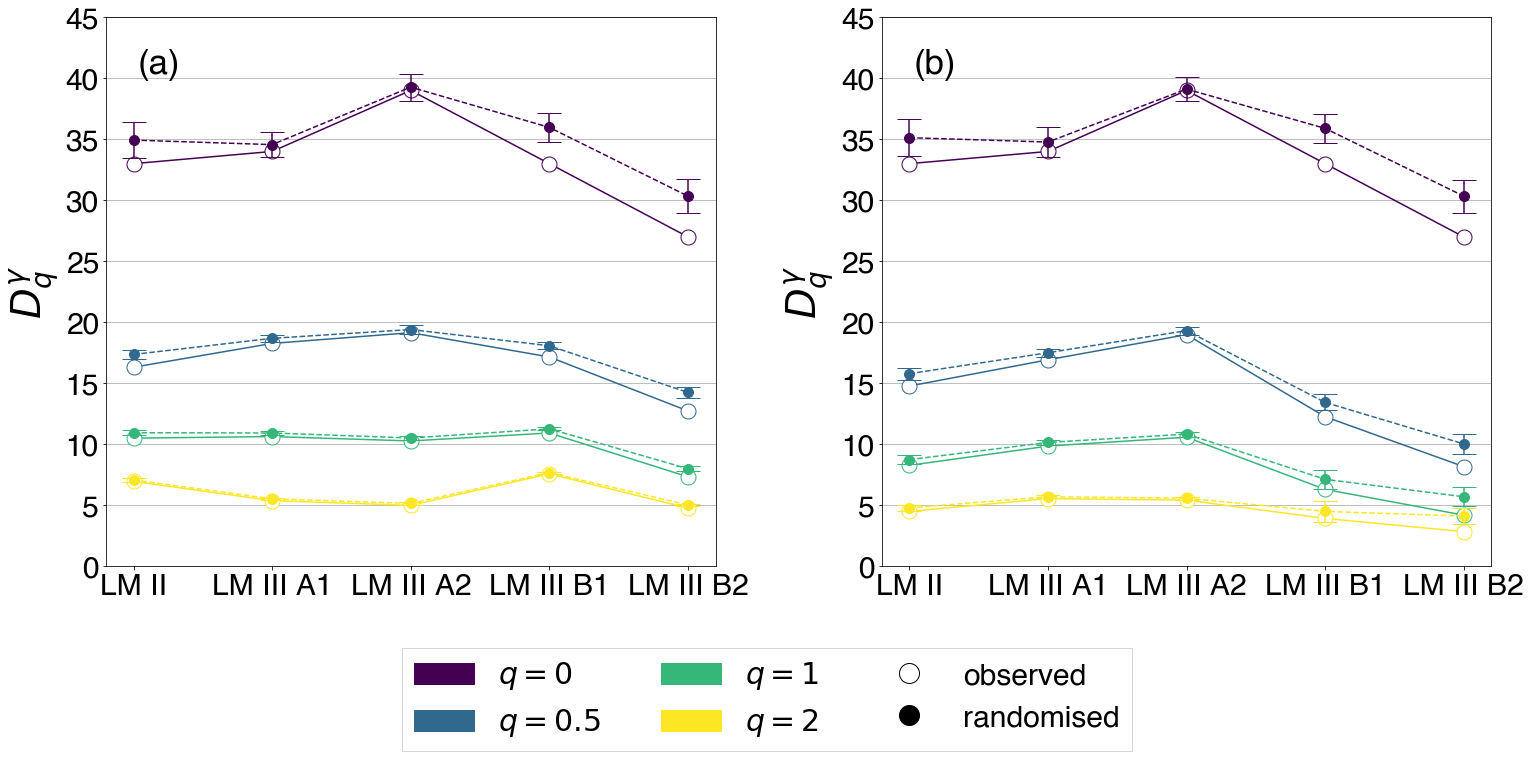 (a)
45
40
35
30
25
20
15
10
5
0
D_q^γ
LM II LM III A1 LM III A2 LM III B1 LM III B2
(b)
45
40
35
30
25
20
15
10
5
0
D_q^γ
LM II LM III A1 LM III A2 LM III B1 LM III B2
q = 0 q = 1 observed
q = 0.5 q = 2 randomised